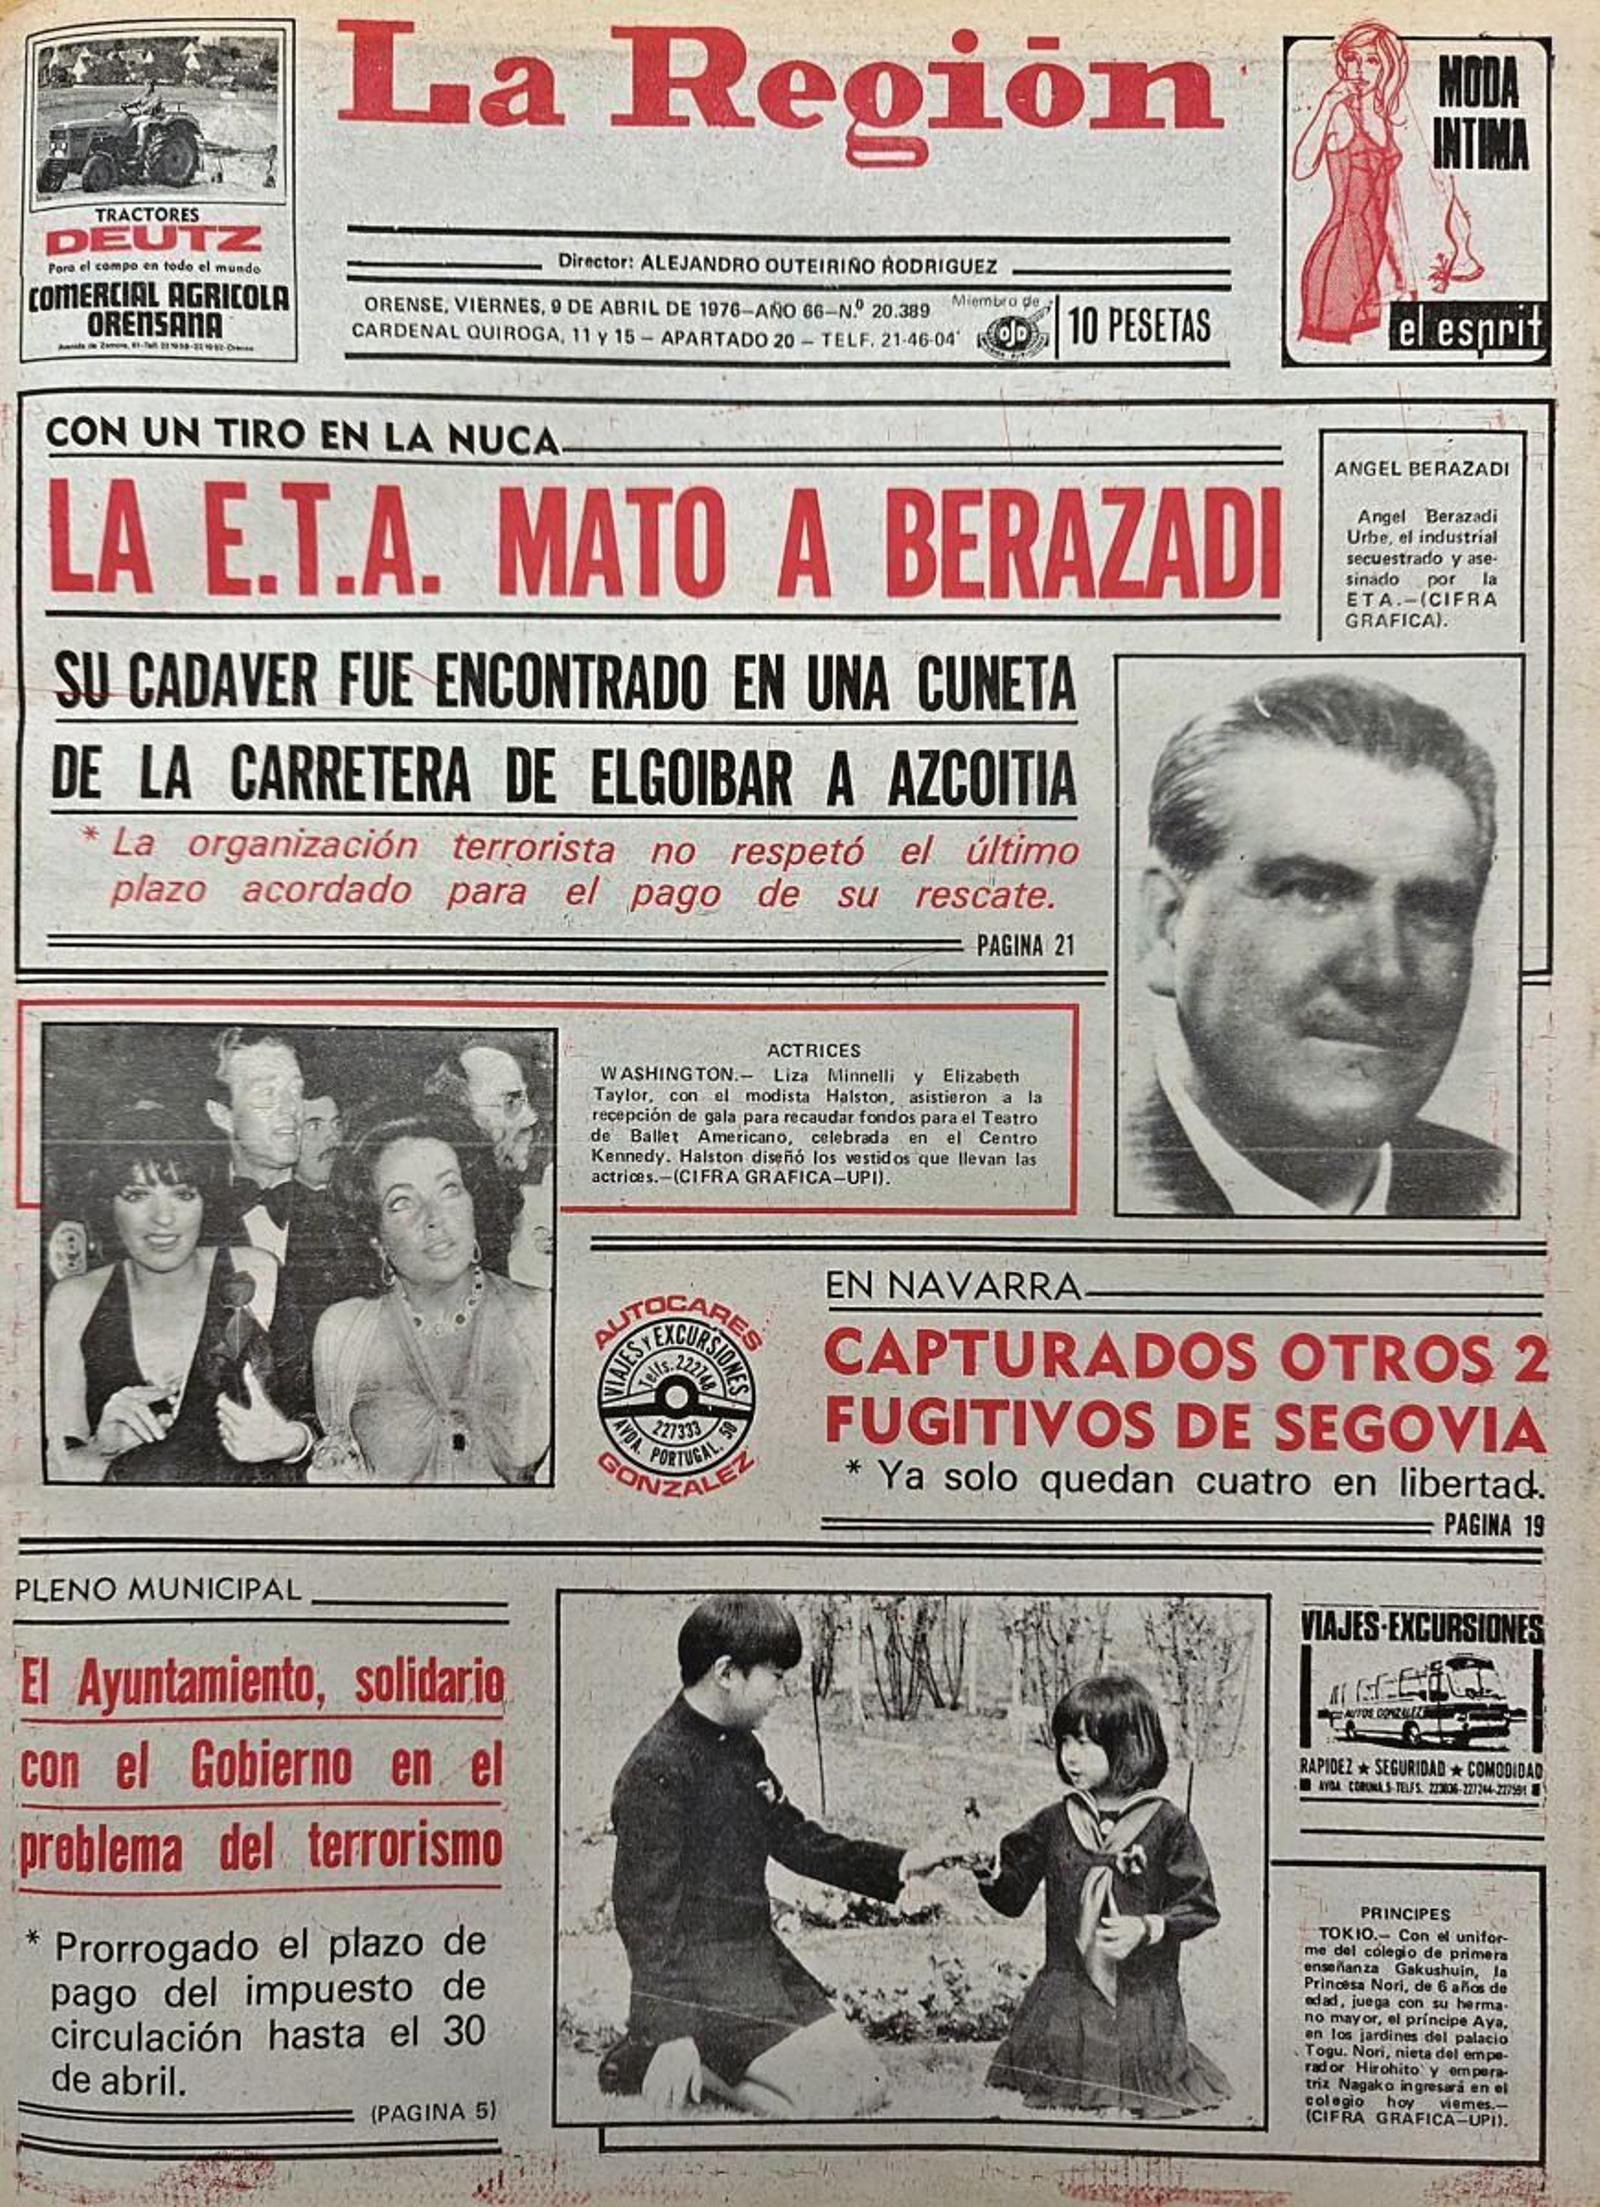 La Región
TRACTORES
DEUTZ
Para el campo en todo el mundo
COMERCIAL AGRICOLA
ORENSANA
MODA
INTIMA
el esprit
Director: ALEJANDRO OUTEIRIÑO RODRIGUEZ
ORENSE, VIERNES, 9 DE ABRIL DE 1976—AÑO 66—N.º 20.389
CARDENAL QUIROGA, 11 y 15 — APARTADO 20 — TELF. 21-46-04
Miembro de
OJD
10 PESETAS
CON UN TIRO EN LA NUCA
LA E.T.A. MATO A BERAZADI
SU CADAVER FUE ENCONTRADO EN UNA CUNETA
DE LA CARRETERA DE ELGOIBAR A AZCOITIA
* La organización terrorista no respetó el último
plazo acordado para el pago de su rescate.
PAGINA 21
ANGEL BERAZADI
Angel Berazadi
Urbe, el industrial
secuestrado y ase-
sinado por la
ETA.—(CIFRA
GRAFICA).
ACTRICES
WASHINGTON.— Liza Minnelli y Elizabeth
Taylor, con el modista Halston, asistieron a la
recepción de gala para recaudar fondos para el Teatro
de Ballet Americano, celebrada en el Centro
Kennedy. Halston diseñó los vestidos que llevan las
actrices.—(CIFRA GRAFICA—UPI).
AUTOCARES
VIAJES Y EXCURSIONES
Telfs. 222748
227333
AVDA. PORTUGAL, 50
GONZALEZ
EN NAVARRA
CAPTURADOS OTROS 2
FUGITIVOS DE SEGOVIA
* Ya solo quedan cuatro en libertad.
PAGINA 19
PLENO MUNICIPAL
El Ayuntamiento, solidario
con el Gobierno en el
problema del terrorismo
* Prorrogado el plazo de
pago del impuesto de
circulación hasta el 30
de abril.
(PAGINA 5)
VIAJES-EXCURSIONES
AUTOS GONZALEZ
RAPIDEZ ★ SEGURIDAD ★ COMODIDAD
AVDA. CORUÑA, 5-TELFS. 223036-227244-227591
PRINCIPES
TOKIO.— Con el unifor-
me del colegio de primera
enseñanza Gakushuin, la
Princesa Nori, de 6 años de
edad, juega con su herma-
no mayor, el príncipe Aya,
en los jardines del palacio
Togu. Nori, nieta del empe-
rador Hirohito y empera-
triz Nagako ingresará en el
colegio hoy viernes.—
(CIFRA GRAFICA—UPI).